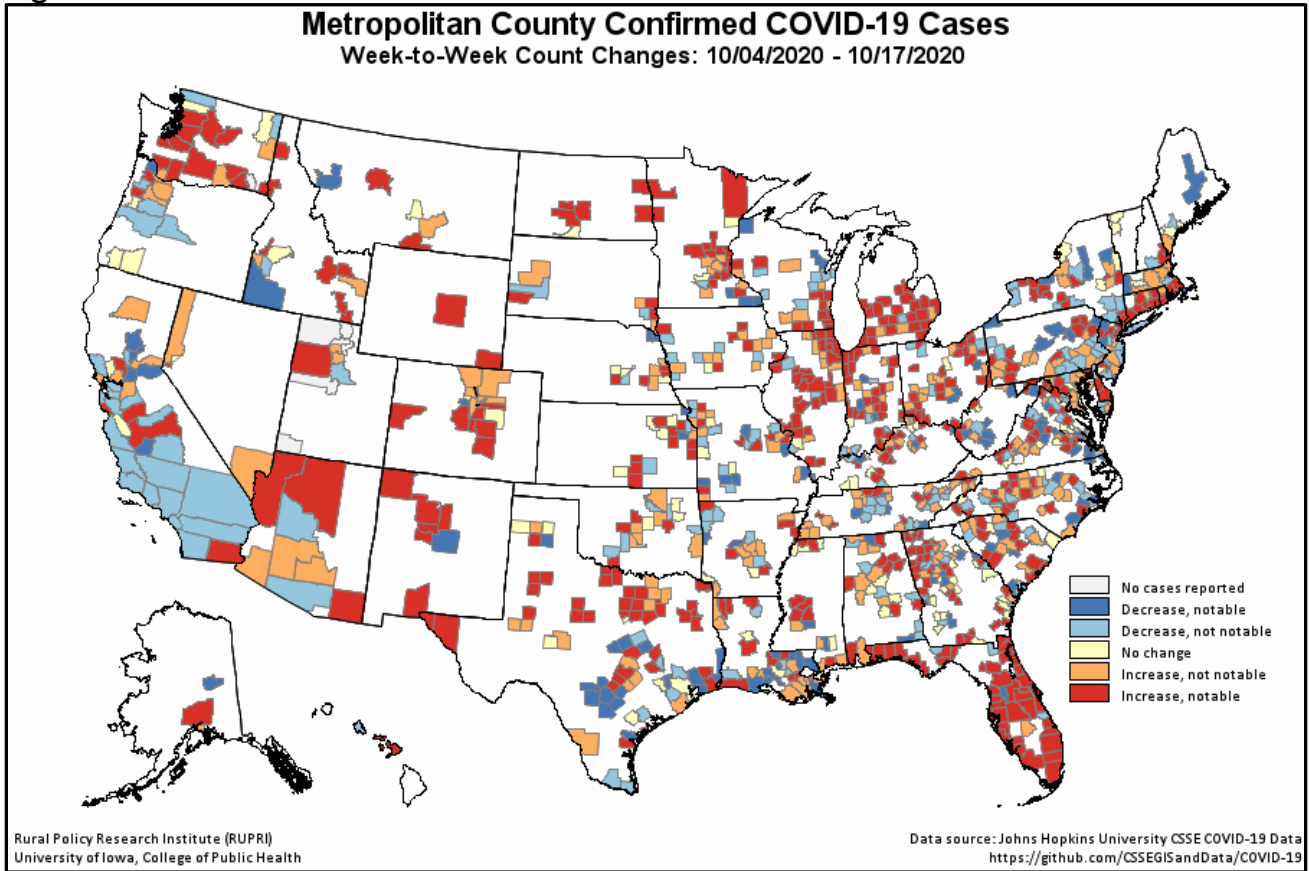 Metropolitan County Confirmed COVID-19 Cases
Week-to-Week Count Changes: 10/04/2020 - 10/17/2020
No cases reported
Decrease, notable
Decrease, not notable
No change
Increase, not notable
Increase, notable
Rural Policy Research Institute (RUPRI)
University of Iowa, College of Public Health
Data source: Johns Hopkins University CSSE COVID-19 Data
https://github.com/CSSEGISandData/COVID-19